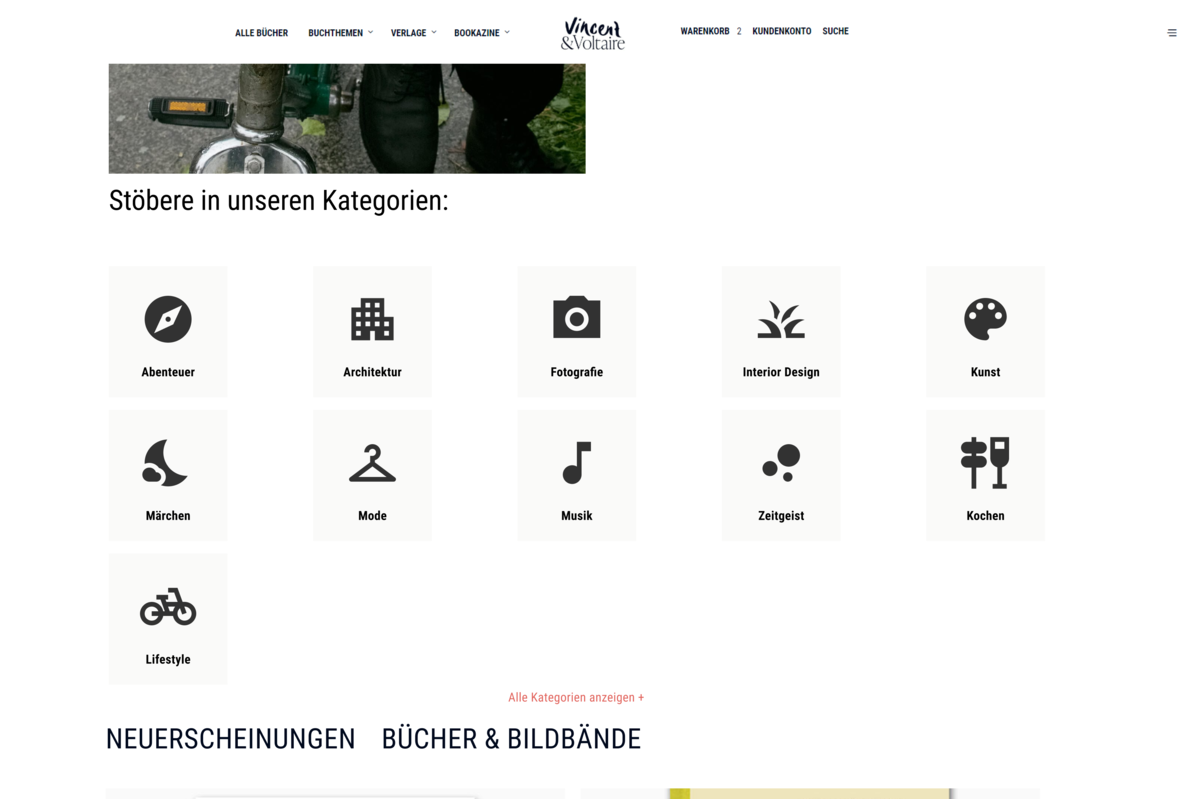 ALLE BÜCHER BUCHTHEMEN VERLAGE BOOKAZINE Vincent &Voltaire WARENKORB 2 KUNDENKONTO SUCHE
Stöbere in unseren Kategorien:
Abenteuer Architektur Fotografie Interior Design Kunst
Märchen Mode Musik Zeitgeist Kochen
Lifestyle
Alle Kategorien anzeigen +
NEUERSCHEINUNGEN BÜCHER & BILDBÄNDE